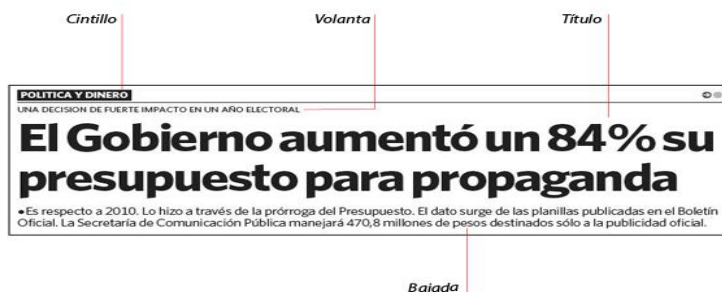 Cintillo Volanta Título
POLITICA Y DINERO
UNA DECISION DE FUERTE IMPACTO EN UN AÑO ELECTORAL
El Gobierno aumentó un 84% su
presupuesto para propaganda
•Es respecto a 2010. Lo hizo a través de la prórroga del Presupuesto. El dato surge de las planillas publicadas en el Boletín
Oficial. La Secretaría de Comunicación Pública manejará 470,8 millones de pesos destinados sólo a la publicidad oficial.
Bajada